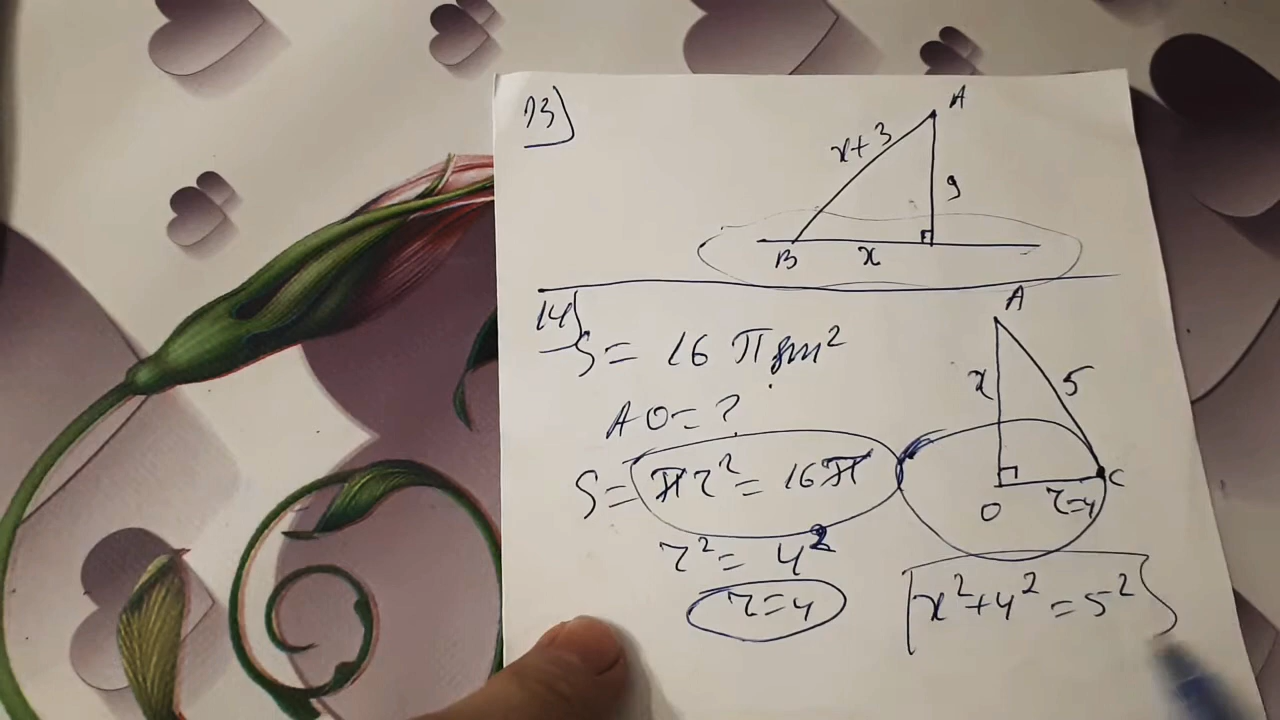 13)
A
x+3
9
B
x
14)
S = 16 π sm²
AO = ?
S = πr² = 16π
r² = 4²
r=4
A
x
5
O
r=4
C
x²+4² = 5²